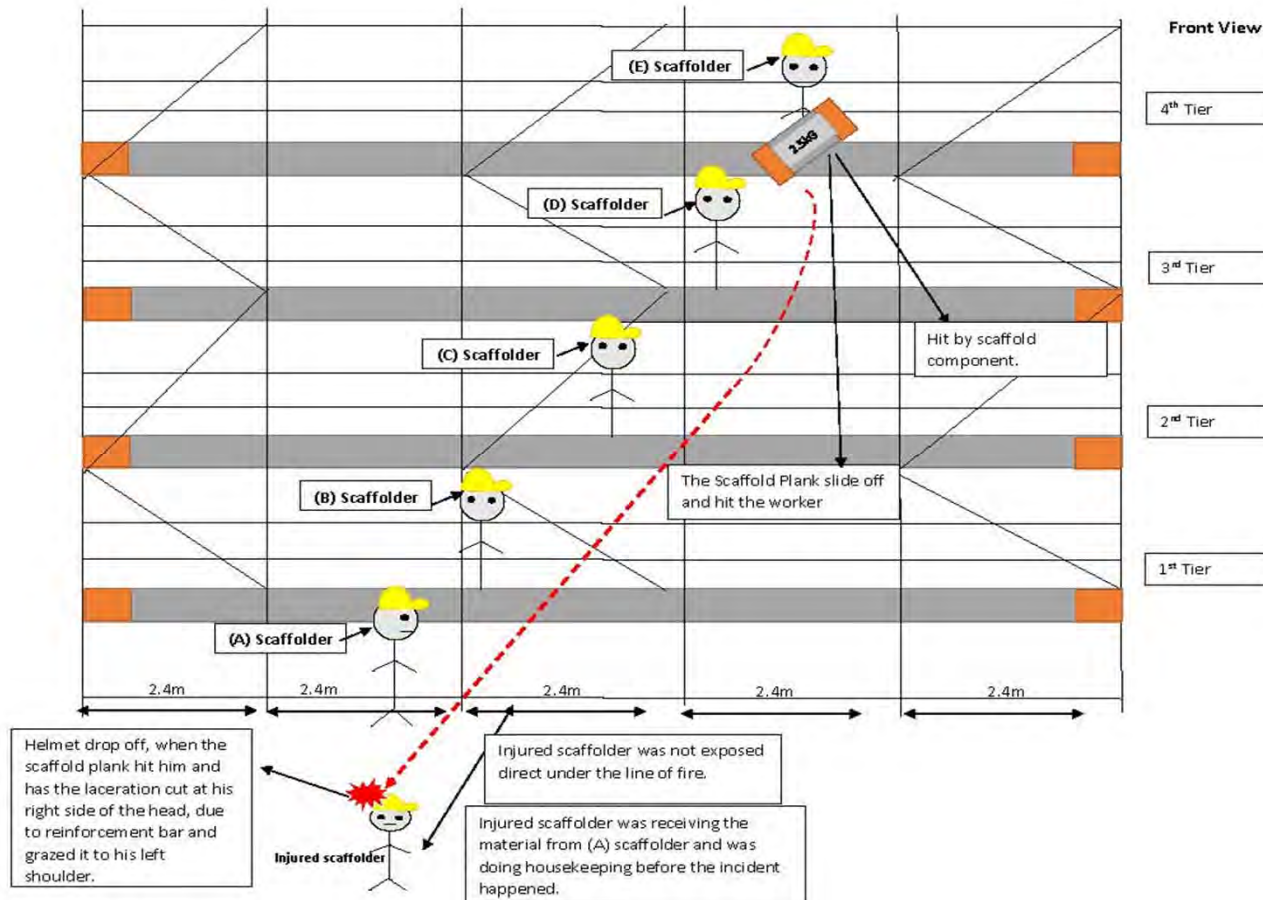 Front View
(E) Scaffolder
4th Tier
2.5KG
(D) Scaffolder
3rd Tier
Hit by scaffold
component.
(C) Scaffolder
2nd Tier
The Scaffold Plank slide off
and hit the worker
(B) Scaffolder
1st Tier
(A) Scaffolder
2.4m
2.4m
2.4m
2.4m
2.4m
Helmet drop off, when the
scaffold plank hit him and
has the laceration cut at his
right side of the head, due
to reinforcement bar and
grazed it to his left
shoulder.
Injured scaffolder was not exposed
direct under the line of fire.
Injured scaffolder
Injured scaffolder was receiving the
material from (A) scaffolder and was
doing housekeeping before the incident
happened.